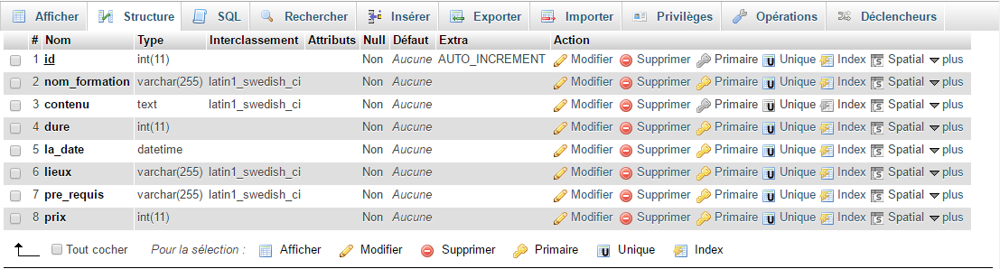 Afficher Structure SQL Rechercher Insérer Exporter Importer Privilèges Opérations Déclencheurs
# Nom Type Interclassement Attributs Null Défaut Extra Action
1 id int(11) Non Aucune AUTO_INCREMENT Modifier Supprimer Primaire Unique Index Spatial plus
2 nom_formation varchar(255) latin1_swedish_ci Non Aucune Modifier Supprimer Primaire Unique Index Spatial plus
3 contenu text latin1_swedish_ci Non Aucune Modifier Supprimer Primaire Unique Index Spatial plus
4 dure int(11) Non Aucune Modifier Supprimer Primaire Unique Index Spatial plus
5 la_date datetime Non Aucune Modifier Supprimer Primaire Unique Index Spatial plus
6 lieux varchar(255) latin1_swedish_ci Non Aucune Modifier Supprimer Primaire Unique Index Spatial plus
7 pre_requis varchar(255) latin1_swedish_ci Non Aucune Modifier Supprimer Primaire Unique Index Spatial plus
8 prix int(11) Non Aucune Modifier Supprimer Primaire Unique Index Spatial plus
Tout cocher Pour la sélection : Afficher Modifier Supprimer Primaire Unique Index